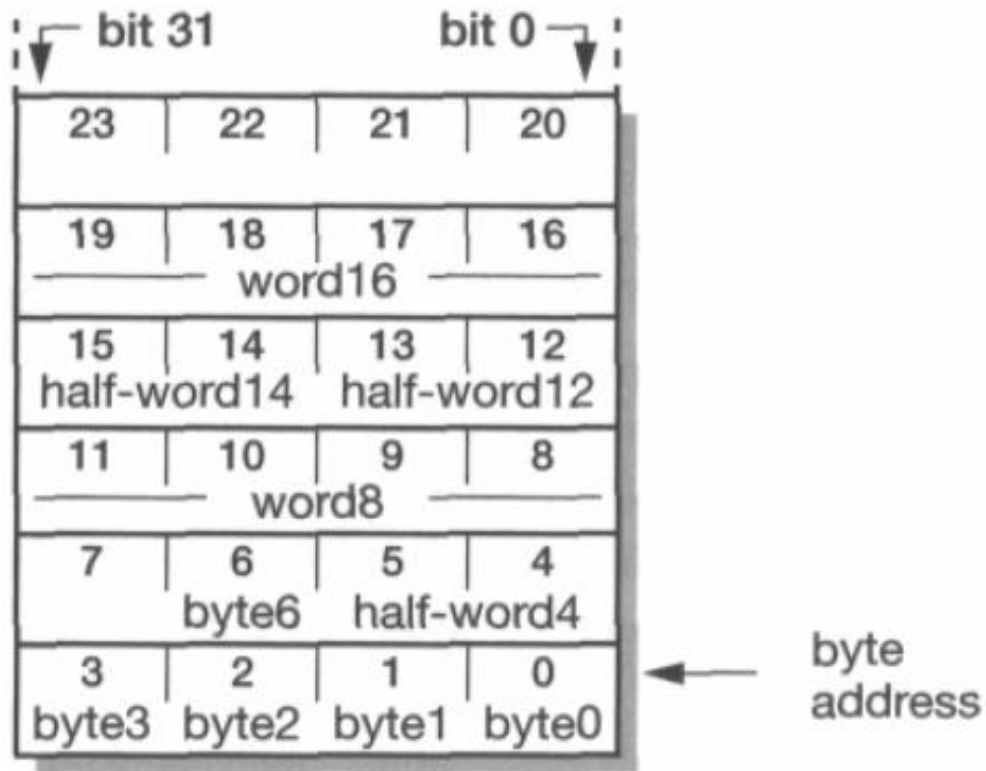 bit 31 bit 0
23 22 21 20
19 18 17 16
word16
15 14 13 12
half-word14 half-word12
11 10 9 8
word8
7 6 5 4
byte6 half-word4
byte
3 2 1 0
address
byte3 byte2 byte1 byte0